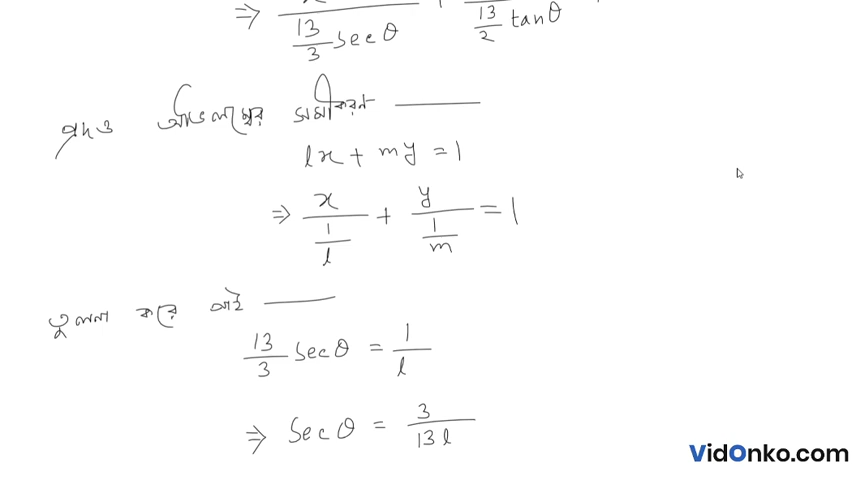 ⇒ x / (13/3 secθ) + y / (13/2 tanθ)
প্রদত্ত অভিলম্বের সমীকরণ ———
lx + my = 1
⇒ x / (1/l) + y / (1/m) = 1
তুলনা করে পাই ———
13/3 secθ = 1/l
⇒ secθ = 3/13l
VidOnko.com